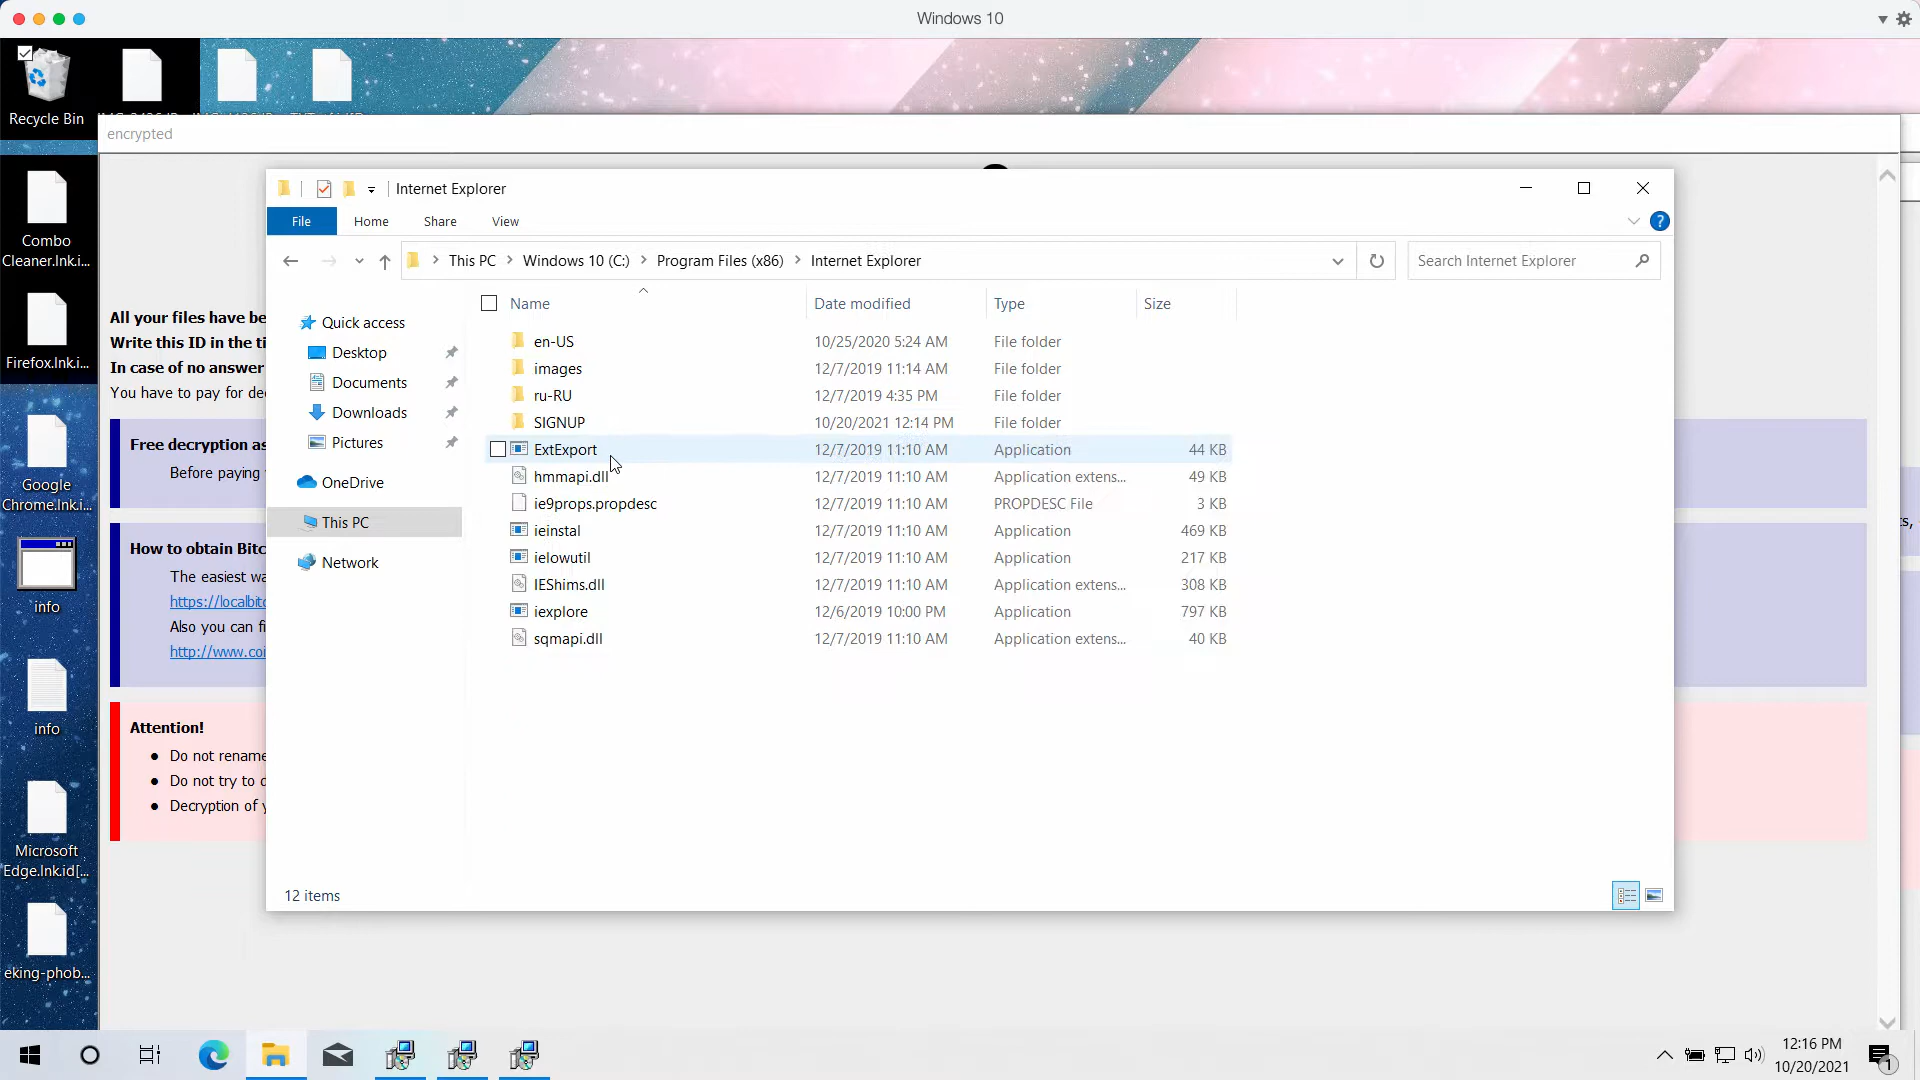 Windows 10
Recycle Bin
encrypted
Internet Explorer
File
Home
Share
View
?
This PC
Windows 10 (C:)
Program Files (x86)
Internet Explorer
Search Internet Explorer
Combo
Cleaner.lnk.i...
Firefox.lnk.i...
Google
Chrome.lnk.i...
info
info
Microsoft
Edge.lnk.id[...
eking-phob...
All your files have be
Write this ID in the ti
In case of no answer
You have to pay for de
Free decryption as
Before paying
How to obtain Bitc
The easiest wa
https://localbitc
Also you can fi
http://www.coi
Attention!
Do not rename
Do not try to d
Decryption of y
Quick access
Desktop
Documents
Downloads
Pictures
OneDrive
This PC
Network
Name Date modified Type Size
en-US 10/25/2020 5:24 AM File folder
images 12/7/2019 11:14 AM File folder
ru-RU 12/7/2019 4:35 PM File folder
SIGNUP 10/20/2021 12:14 PM File folder
ExtExport 12/7/2019 11:10 AM Application 44 KB
hmmapi.dll 12/7/2019 11:10 AM Application extens... 49 KB
ie9props.propdesc 12/7/2019 11:10 AM PROPDESC File 3 KB
ieinstal 12/7/2019 11:10 AM Application 469 KB
ielowutil 12/7/2019 11:10 AM Application 217 KB
IEShims.dll 12/7/2019 11:10 AM Application extens... 308 KB
iexplore 12/6/2019 10:00 PM Application 797 KB
sqmapi.dll 12/7/2019 11:10 AM Application extens... 40 KB
12 items
12:16 PM
10/20/2021
1